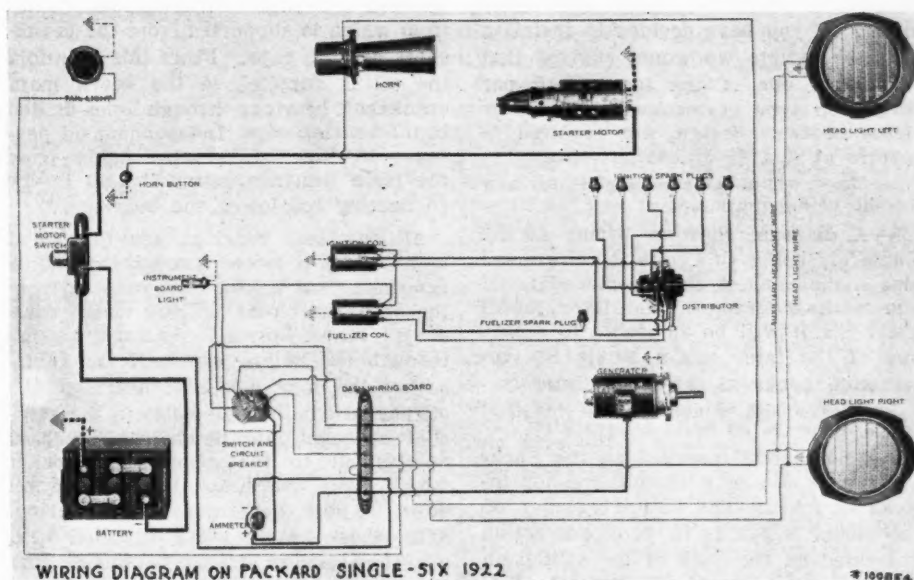 TAIL LIGHT
HORN
STARTER MOTOR
HEAD LIGHT LEFT
HORN BUTTON
IGNITION SPARK PLUGS
STARTER
MOTOR
SWITCH
INSTRUMENT
BOARD
LIGHT
IGNITION COIL
AUXILIARY HEADLIGHT WIRE
HEAD LIGHT WIRE
DISTRIBUTOR
FUELIZER COIL
FUELIZER SPARK PLUG
GENERATOR
DASH WIRING BOARD
HEAD LIGHT RIGHT
SWITCH AND
CIRCUIT
BREAKER
+
BATTERY
-
AMMETER
+
WIRING DIAGRAM ON PACKARD SINGLE-SIX 1922